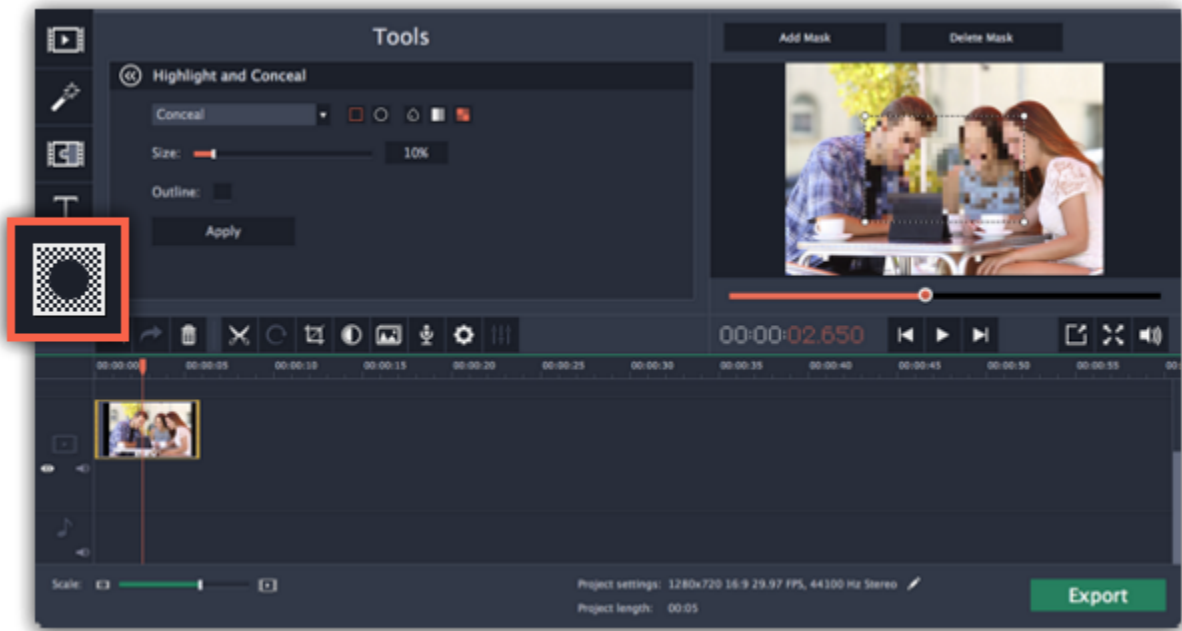 Tools
Add Mask
Delete Mask
Highlight and Conceal
Conceal
Size:
10%
Outline:
Apply
T
00:00:02.650
00:00:00
00:00:05
00:00:10
00:00:15
00:00:20
00:00:25
00:00:30
00:00:35
00:00:40
00:00:45
00:00:50
00:00:55
Scale:
Project settings: 1280x720 16:9 29.97 FPS, 44100 Hz Stereo
Project length: 00:05
Export